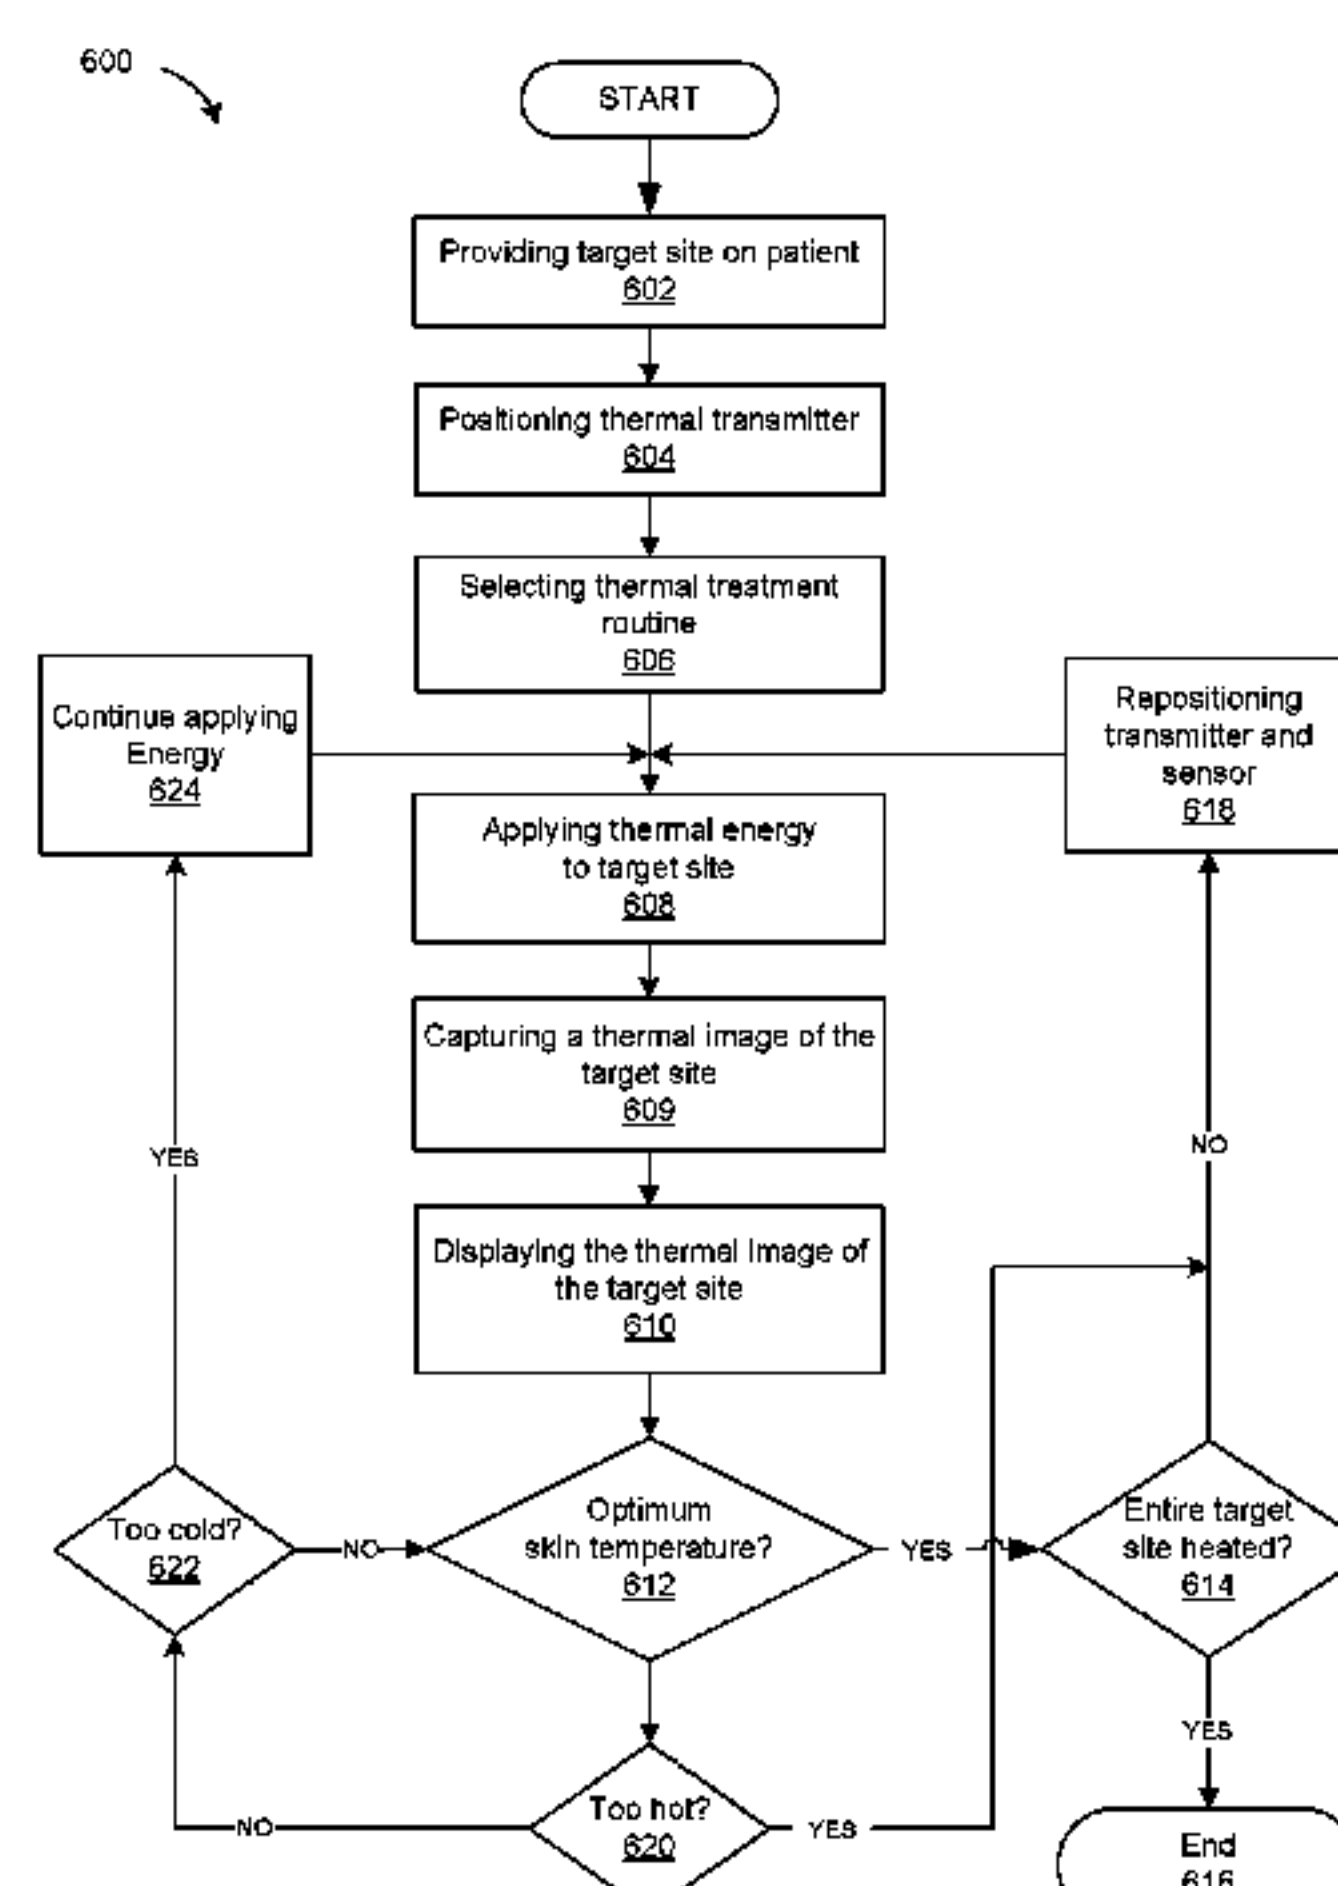 600
START
Providing target site on patient
602
Positioning thermal transmitter
604
Selecting thermal treatment
routine
606
Continue applying
Energy
624
Repositioning
transmitter and
sensor
618
Applying thermal energy
to target site
608
Capturing a thermal image of the
target site
609
YES
NO
Displaying the thermal image of
the target site
610
Too cold?
622
NO
Optimum
skin temperature?
612
YES
Entire target
site heated?
614
YES
NO
Too hot?
620
YES
End
616